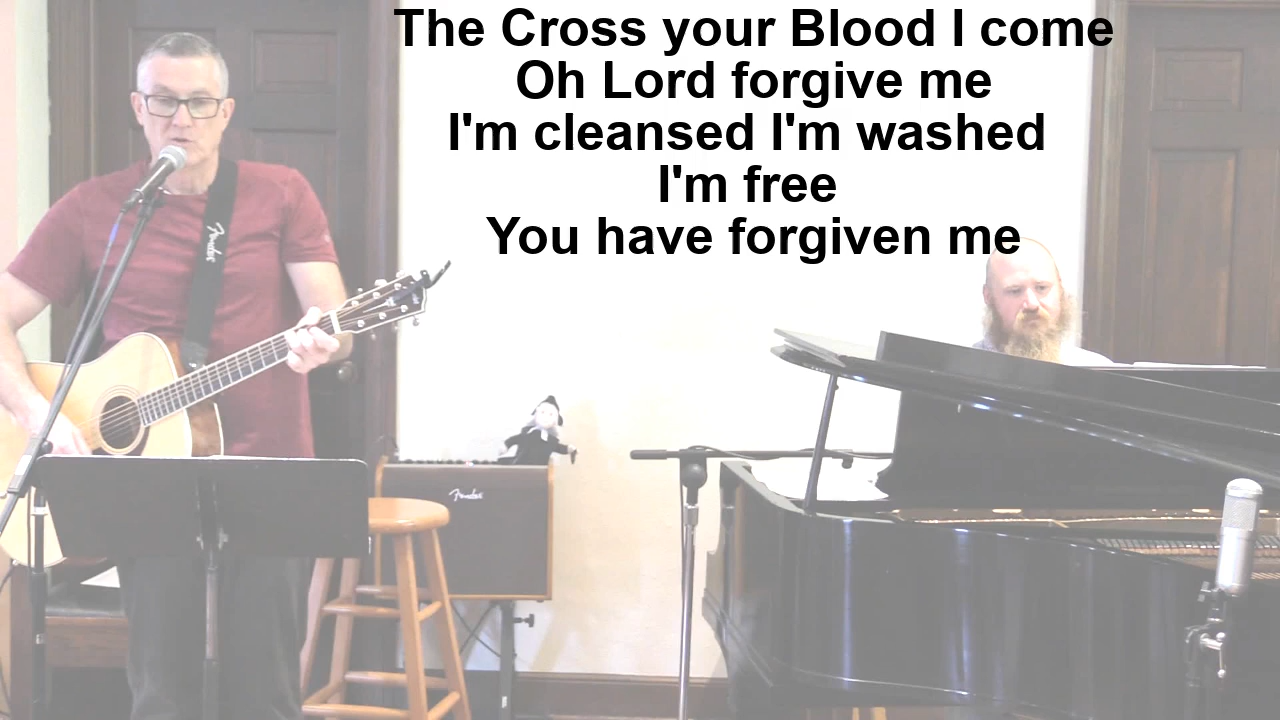 The Cross your Blood I come
Oh Lord forgive me
I'm cleansed I'm washed
I'm free
You have forgiven me
Fender
Fender